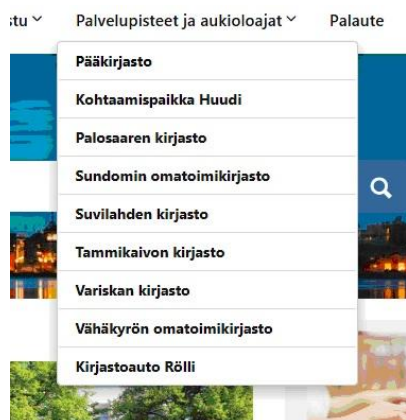 stu
Palvelupisteet ja aukioloajat
Palaute
Pääkirjasto
Kohtaamispaikka Huudi
Palosaaren kirjasto
Sundomin omatoimikirjasto
Suvilahden kirjasto
Tammikaivon kirjasto
Variskan kirjasto
Vähäkyrön omatoimikirjasto
Kirjastoauto Rölli